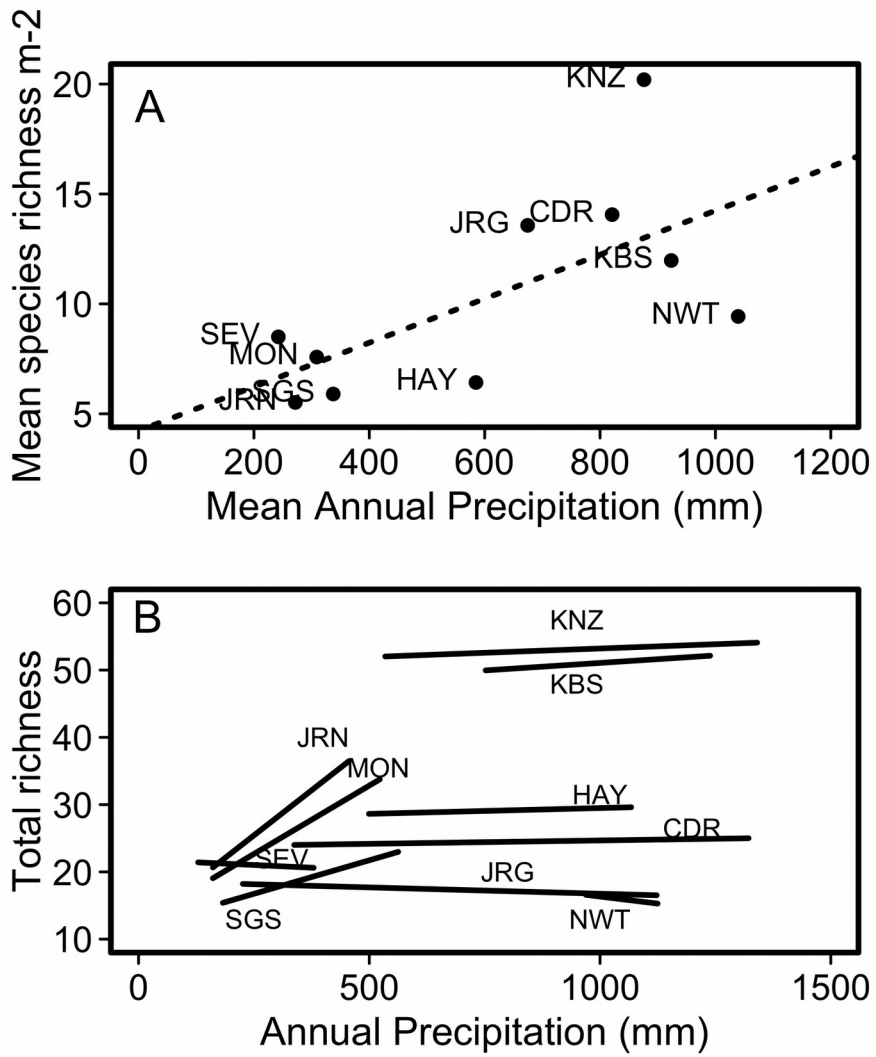 Mean species richness m-2
A
20
15
10
5
KNZ
JRG
CDR
KBS
NWT
SEV
MON
HAY
SGS
JRN
0 200 400 600 800 1000 1200
Mean Annual Precipitation (mm)
Total richness
B
60
50
40
30
20
10
KNZ
KBS
JRN
MON
HAY
CDR
SEV
JRG
SGS
NWT
0 500 1000 1500
Annual Precipitation (mm)